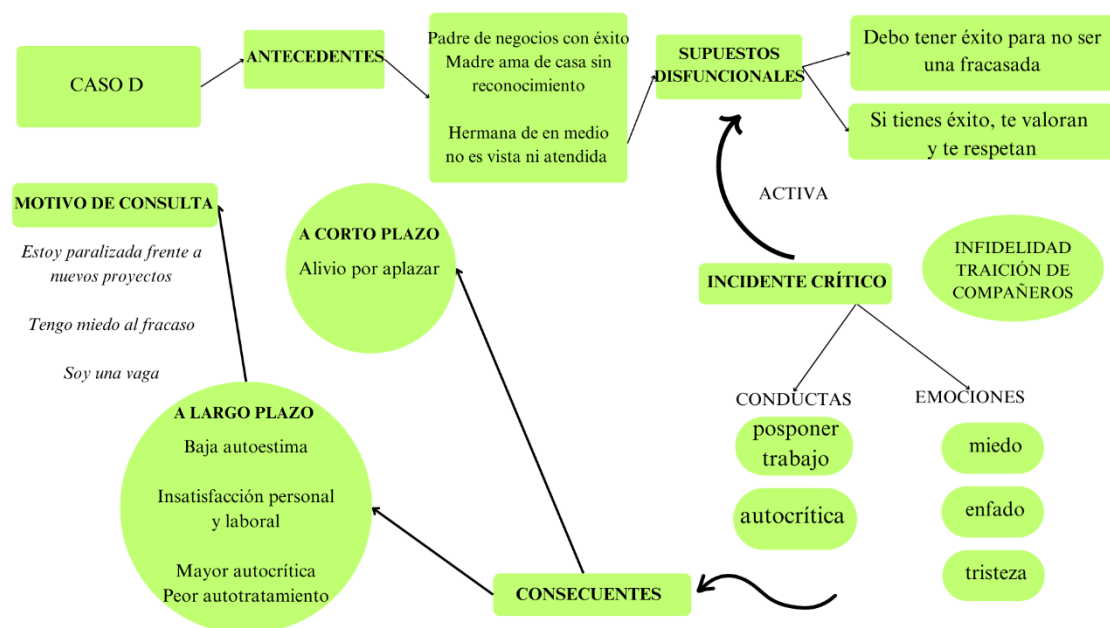 CASO D
ANTECEDENTES
Padre de negocios con éxito
Madre ama de casa sin
reconocimiento
Hermana de en medio
no es vista ni atendida
SUPUESTOS
DISFUNCIONALES
Debo tener éxito para no ser
una fracasada
Si tienes éxito, te valoran
y te respetan
ACTIVA
INCIDENTE CRÍTICO
INFIDELIDAD
TRAICIÓN DE
COMPAÑEROS
CONDUCTAS
posponer
trabajo
autocrítica
EMOCIONES
miedo
enfado
tristeza
CONSECUENTES
A CORTO PLAZO
Alivio por aplazar
A LARGO PLAZO
Baja autoestima
Insatisfacción personal
y laboral
Mayor autocrítica
Peor autotratamiento
MOTIVO DE CONSULTA
Estoy paralizada frente a
nuevos proyectos
Tengo miedo al fracaso
Soy una vaga